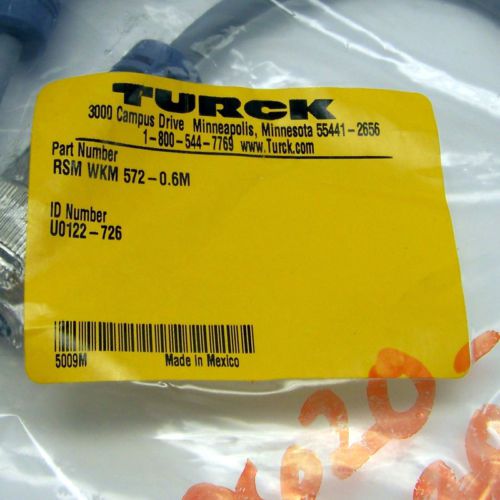 TURCK
3000 Campus Drive Minneapolis, Minnesota 55441-2656
1-800-544-7769 www.Turck.com
Part Number
RSM WKM 572-0.6M
ID Number
U0122-726
5009M
Made in Mexico